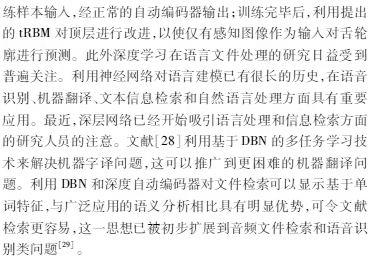 练样本输入,经正常的自动编码器输出;训练完毕后,利用提出
的 tRBM 对顶层进行改进,以使仅有感知图像作为输入对舌轮
廓进行预测。此外深度学习在语言文件处理的研究日益受到
普遍关注。利用神经网络对语言建模已有很长的历史,在语音
识别、机器翻译、文本信息检索和自然语言处理方面具有重要
应用。最近,深层网络已经开始吸引语言处理和信息检索方面
的研究人员的注意。文献[28]利用基于 DBN 的多任务学习技
术来解决机器字译问题,这可以推广到更困难的机器翻译问
题。利用 DBN 和深度自动编码器对文件检索可以显示基于单
词特征,与广泛应用的语义分析相比具有明显优势,可令文献
检索更容易,这一思想已被初步扩展到音频文件检索和语音识
别类问题[29]。